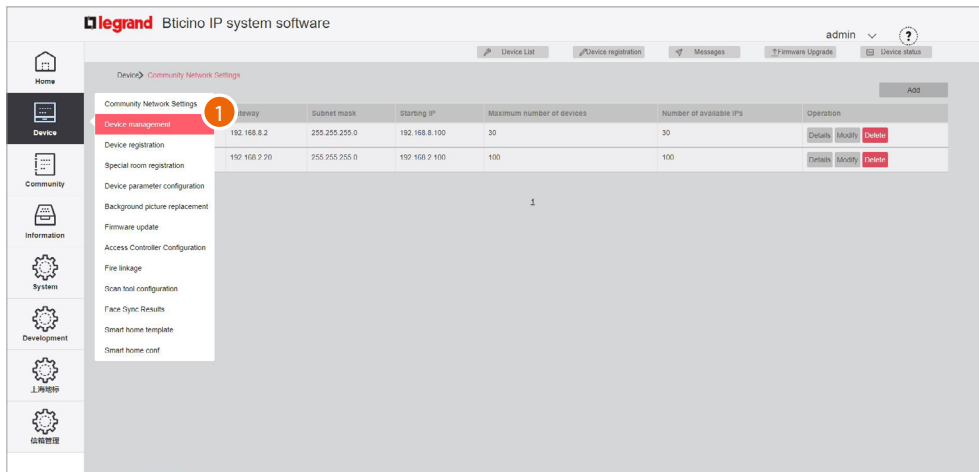 legrand Bticino IP system software
admin
?
Device List
Device registration
Messages
Firmware Upgrade
Device status
Device Community Network Settings
Add
Gateway Subnet mask Starting IP Maximum number of devices Number of available IPs Operation
192.168.8.2 255.255.255.0 192.168.8.100 30 30 Details Modify Delete
192.168.2.20 255.255.255.0 192.168.2.100 100 100 Details Modify Delete
1
Home
Device
Community
Information
System
Development
上海地标
信箱管理
Community Network Settings
1
Device management
Device registration
Special room registration
Device parameter configuration
Background picture replacement
Firmware update
Access Controller Configuration
Fire linkage
Scan tool configuration
Face Sync Results
Smart home template
Smart home conf